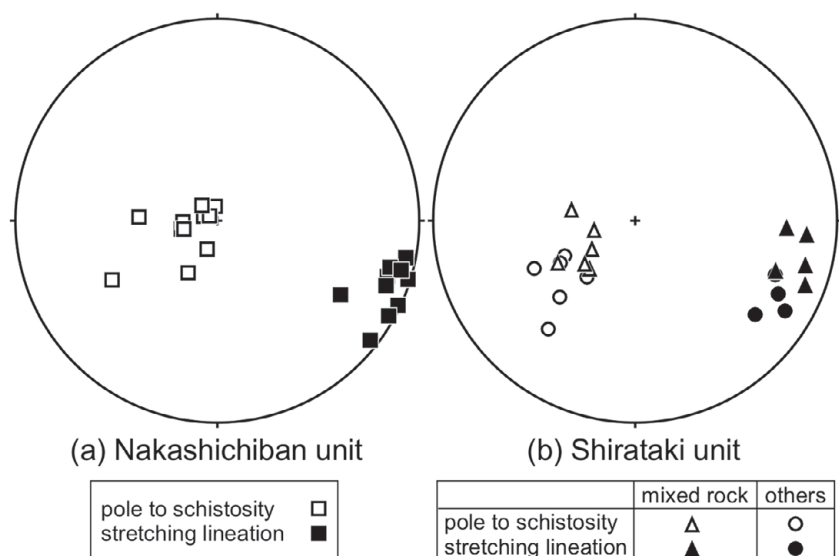 (a) Nakashichiban unit
(b) Shirataki unit
pole to schistosity
stretching lineation
mixed rock others
pole to schistosity
stretching lineation